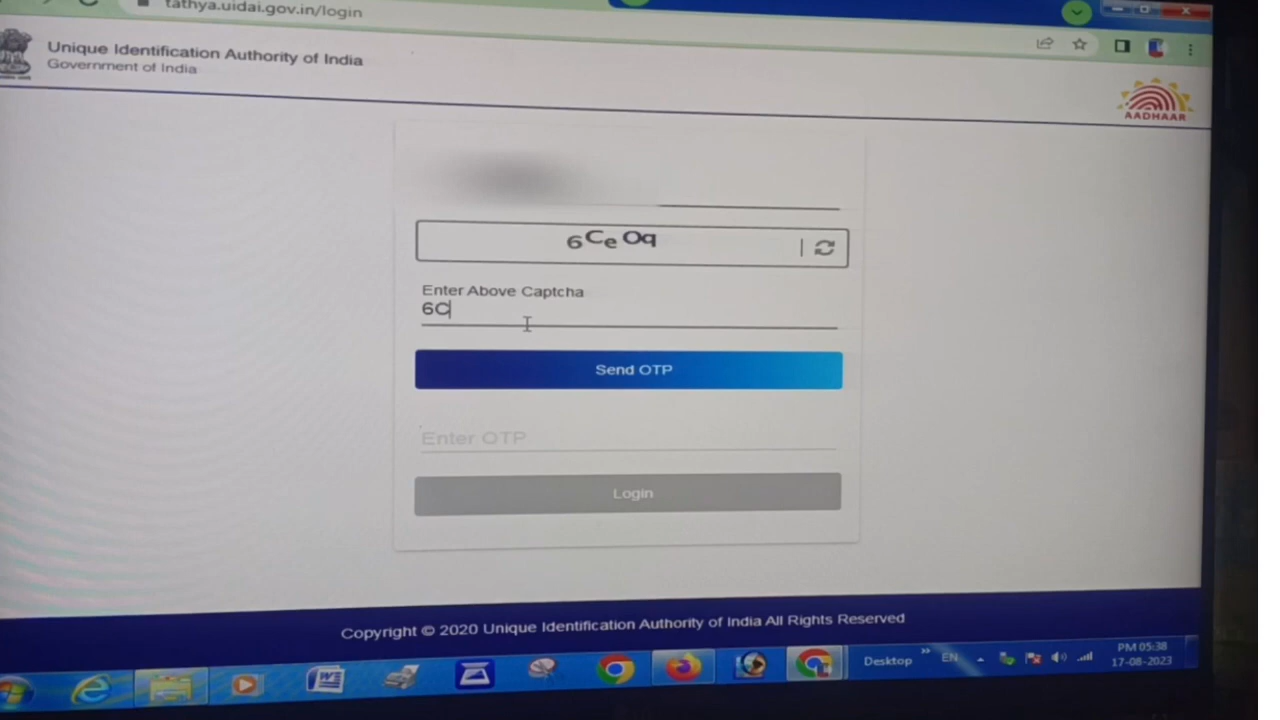 tathya.uidai.gov.in/login
Unique Identification Authority of India
Government of India
AADHAAR
6CeOq
Enter Above Captcha
6C
Send OTP
Enter OTP
Login
Copyright © 2020 Unique Identification Authority of India All Rights Reserved
Desktop
EN
PM 05:38
17-08-2023